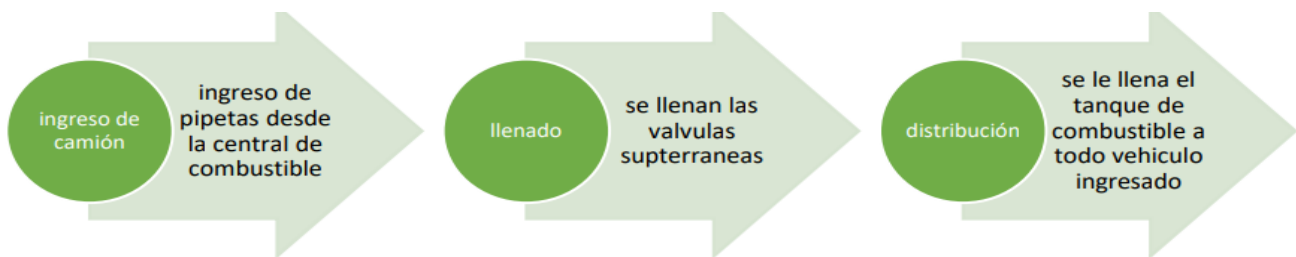 ingreso de
camión
ingreso de
pipetas desde
la central de
combustible
llenado
se llenan las
valvulas
supterraneas
distribución
se le llena el
tanque de
combustible a
todo vehiculo
ingresado